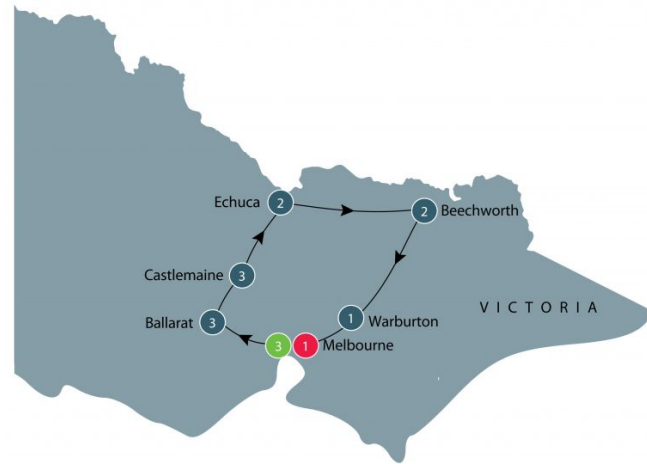 Echuca 2
2 Beechworth
Castlemaine 3
VICTORIA
Ballarat 3
1 Warburton
3 1 Melbourne